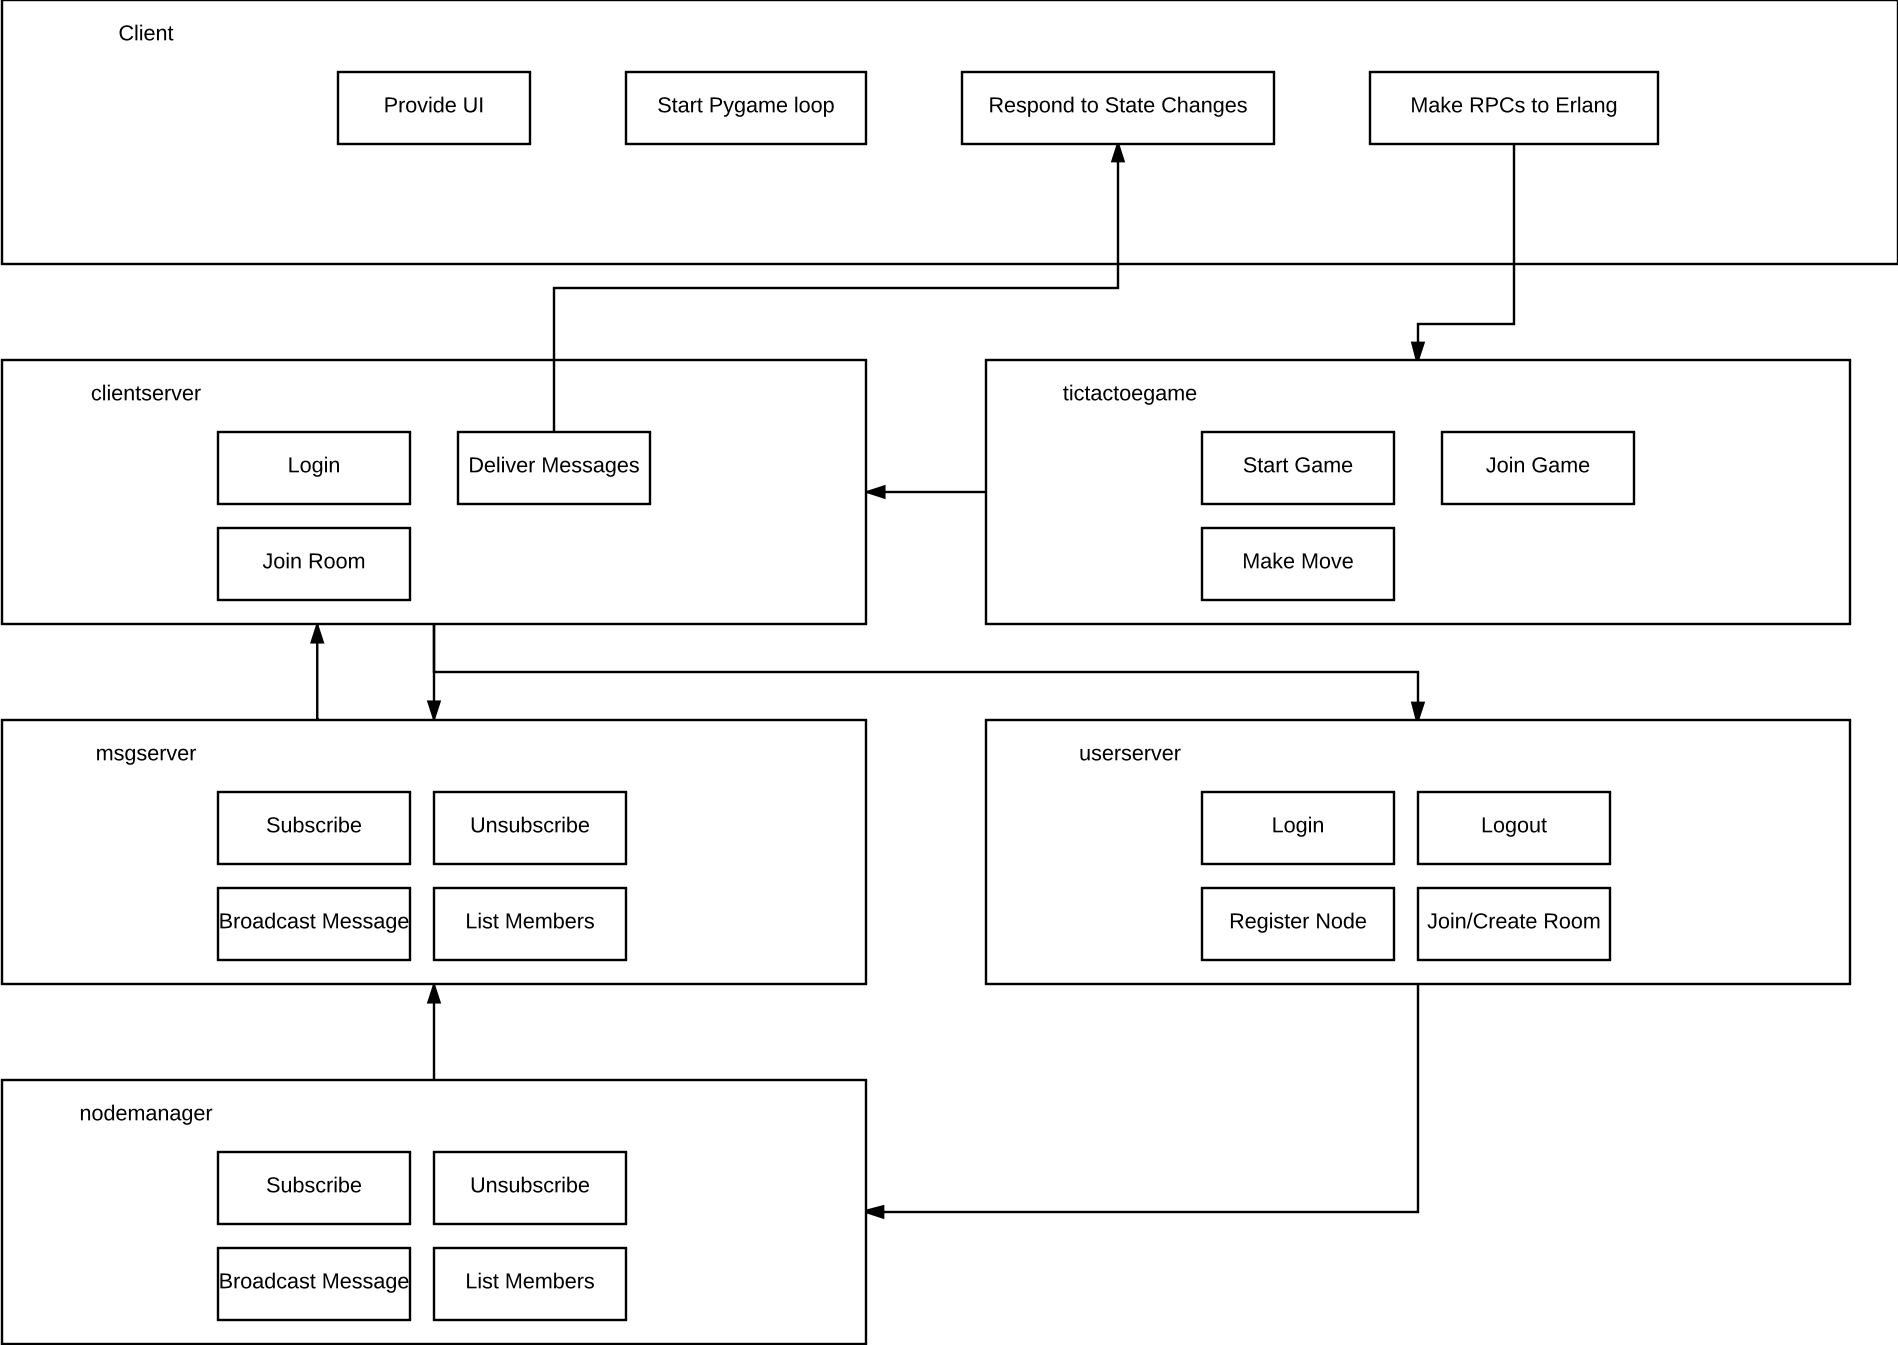 Client
Provide UI
Start Pygame loop
Respond to State Changes
Make RPCs to Erlang
clientserver
Login
Deliver Messages
Join Room
tictactoegame
Start Game
Join Game
Make Move
msgserver
Subscribe
Unsubscribe
Broadcast Message
List Members
userserver
Login
Logout
Register Node
Join/Create Room
nodemanager
Subscribe
Unsubscribe
Broadcast Message
List Members